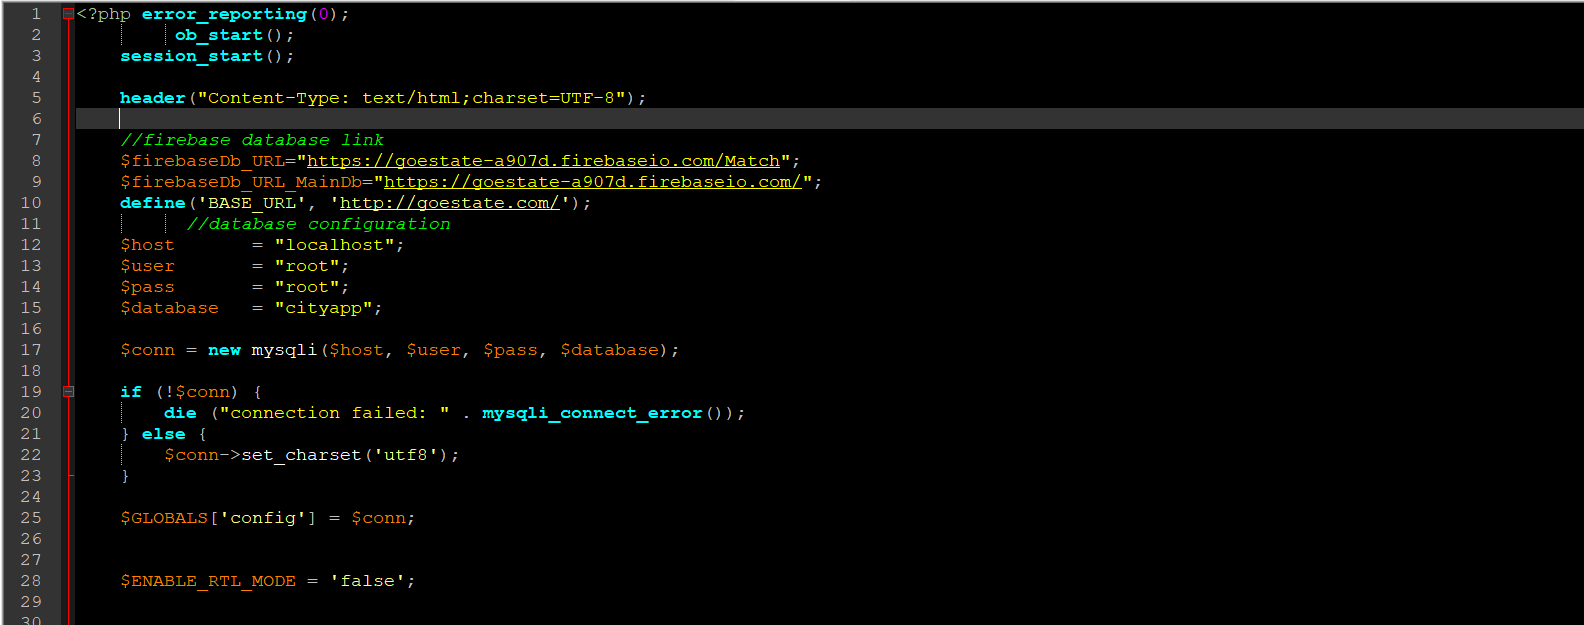 1 <?php error_reporting(0);
2 ob_start();
3 session_start();
4
5 header("Content-Type: text/html;charset=UTF-8");
6
7 //firebase database link
8 $firebaseDb_URL="https://goestate-a907d.firebaseio.com/Match";
9 $firebaseDb_URL_MainDb="https://goestate-a907d.firebaseio.com/";
10 define('BASE_URL', 'http://goestate.com/');
11 //database configuration
12 $host = "localhost";
13 $user = "root";
14 $pass = "root";
15 $database = "cityapp";
16
17 $conn = new mysqli($host, $user, $pass, $database);
18
19 if (!$conn) {
20 die ("connection failed: " . mysqli_connect_error());
21 } else {
22 $conn->set_charset('utf8');
23 }
24
25 $GLOBALS['config'] = $conn;
26
27
28 $ENABLE_RTL_MODE = 'false';
29
30